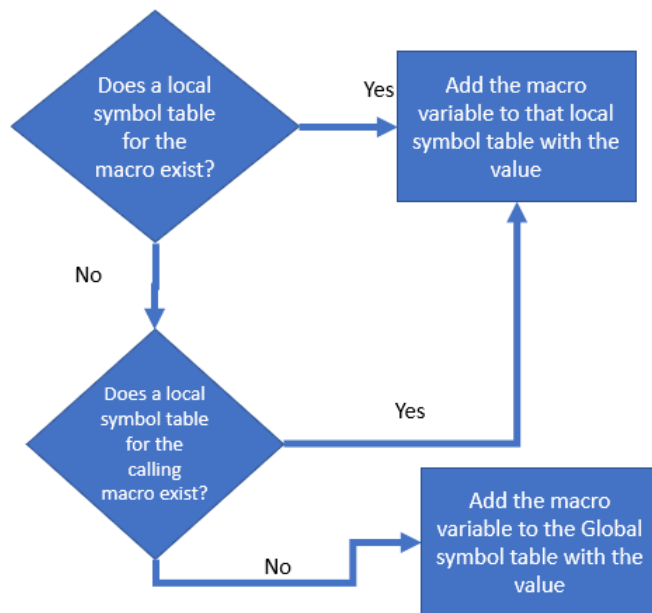 Does a local
symbol table
for the
macro exist?
Yes
Add the macro
variable to that local
symbol table with the
value
No
Does a local
symbol table
for the
calling
macro exist?
Yes
Add the macro
variable to the Global
symbol table with the
value
No